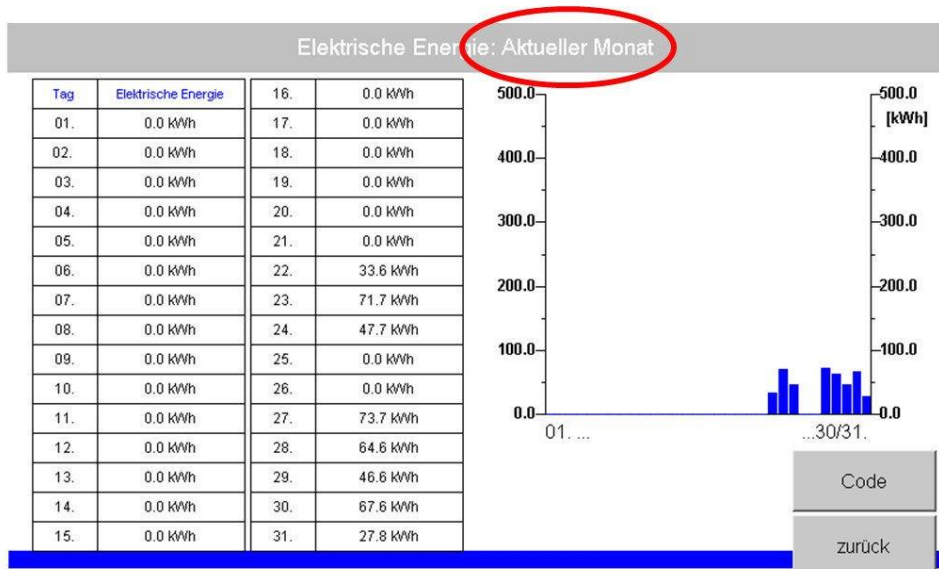 Elektrische Energie: Aktueller Monat
Tag Elektrische Energie
01. 0.0 kWh
02. 0.0 kWh
03. 0.0 kWh
04. 0.0 kWh
05. 0.0 kWh
06. 0.0 kWh
07. 0.0 kWh
08. 0.0 kWh
09. 0.0 kWh
10. 0.0 kWh
11. 0.0 kWh
12. 0.0 kWh
13. 0.0 kWh
14. 0.0 kWh
15. 0.0 kWh
16. 0.0 kWh
17. 0.0 kWh
18. 0.0 kWh
19. 0.0 kWh
20. 0.0 kWh
21. 0.0 kWh
22. 33.6 kWh
23. 71.7 kWh
24. 47.7 kWh
25. 0.0 kWh
26. 0.0 kWh
27. 73.7 kWh
28. 64.6 kWh
29. 46.6 kWh
30. 67.6 kWh
31. 27.8 kWh
500.0 500.0
[kWh]
400.0 400.0
300.0 300.0
200.0 200.0
100.0 100.0
0.0 0.0
01. ... ...30/31.
Code
zurück